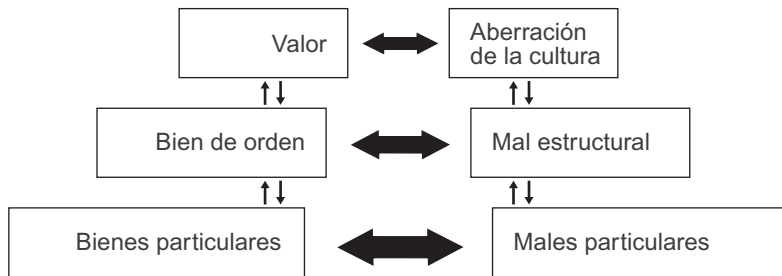 Valor
Aberración
de la cultura
Bien de orden
Mal estructural
Bienes particulares
Males particulares